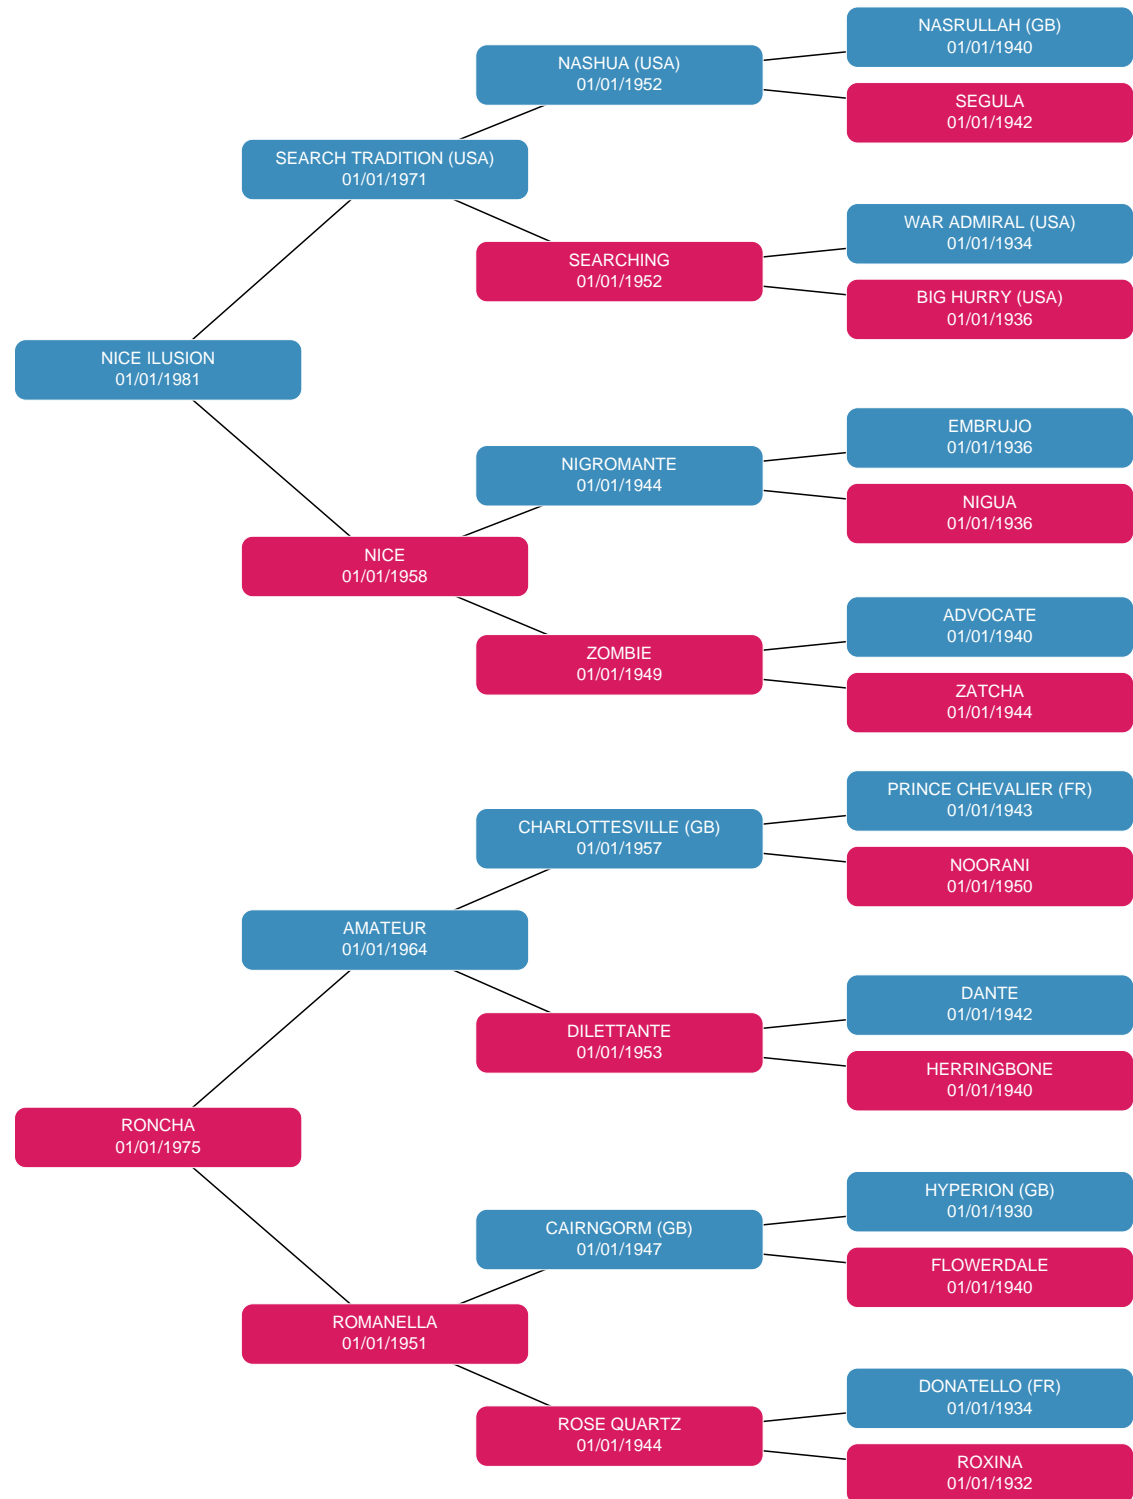 NASRULLAH (GB)
01/01/1940
NASHUA (USA)
01/01/1952
SEGULA
01/01/1942
SEARCH TRADITION (USA)
01/01/1971
WAR ADMIRAL (USA)
01/01/1934
SEARCHING
01/01/1952
BIG HURRY (USA)
01/01/1936
NICE ILUSION
01/01/1981
EMBRUJO
01/01/1936
NIGROMANTE
01/01/1944
NIGUA
01/01/1936
NICE
01/01/1958
ADVOCATE
01/01/1940
ZOMBIE
01/01/1949
ZATCHA
01/01/1944
PRINCE CHEVALIER (FR)
01/01/1943
CHARLOTTESVILLE (GB)
01/01/1957
NOORANI
01/01/1950
AMATEUR
01/01/1964
DANTE
01/01/1942
DILETTANTE
01/01/1953
HERRINGBONE
01/01/1940
RONCHA
01/01/1975
HYPERION (GB)
01/01/1930
CAIRNGORM (GB)
01/01/1947
FLOWERDALE
01/01/1940
ROMANELLA
01/01/1951
DONATELLO (FR)
01/01/1934
ROSE QUARTZ
01/01/1944
ROXINA
01/01/1932